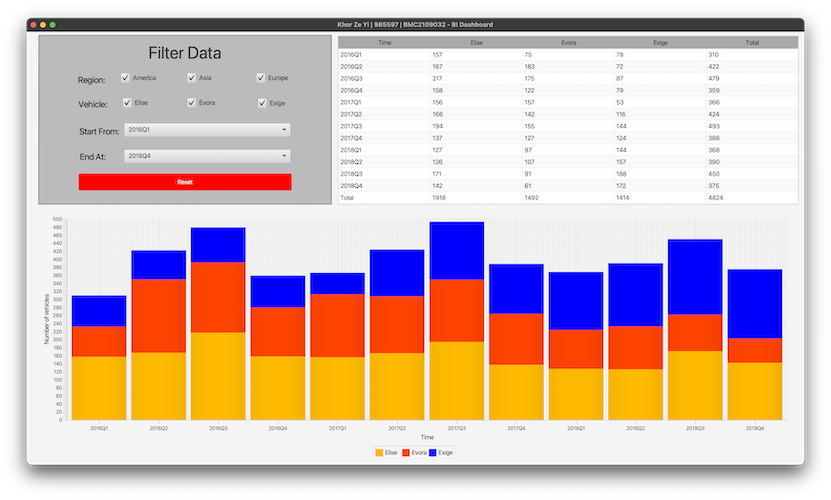 Kher Ze Yi | 985597 | BMC2109032 - BI Dashboard
Filter Data
Region: America Asia Europe
Vehicle: Elise Evora Exige
Start From: 2016Q1
End At: 2018Q4
Reset
Time Elise Evora Exige Total
2016Q1 157 75 78 310
2016Q2 167 183 72 422
2016Q3 217 175 87 479
2016Q4 158 122 79 359
2017Q1 156 157 53 366
2017Q2 166 142 116 424
2017Q3 194 155 144 493
2017Q4 137 127 124 388
2018Q1 127 97 144 368
2018Q2 126 107 157 390
2018Q3 171 91 188 450
2018Q4 142 61 172 375
Total 1918 1492 1414 4824
500
480
460
440
420
400
380
360
340
320
300
280
260
240
220
200
180
160
140
120
100
80
60
40
20
0
Number of vehicles
2016Q1 2016Q2 2016Q3 2016Q4 2017Q1 2017Q2 2017Q3 2017Q4 2018Q1 2018Q2 2018Q3 2018Q4
Time
Elise Evora Exige